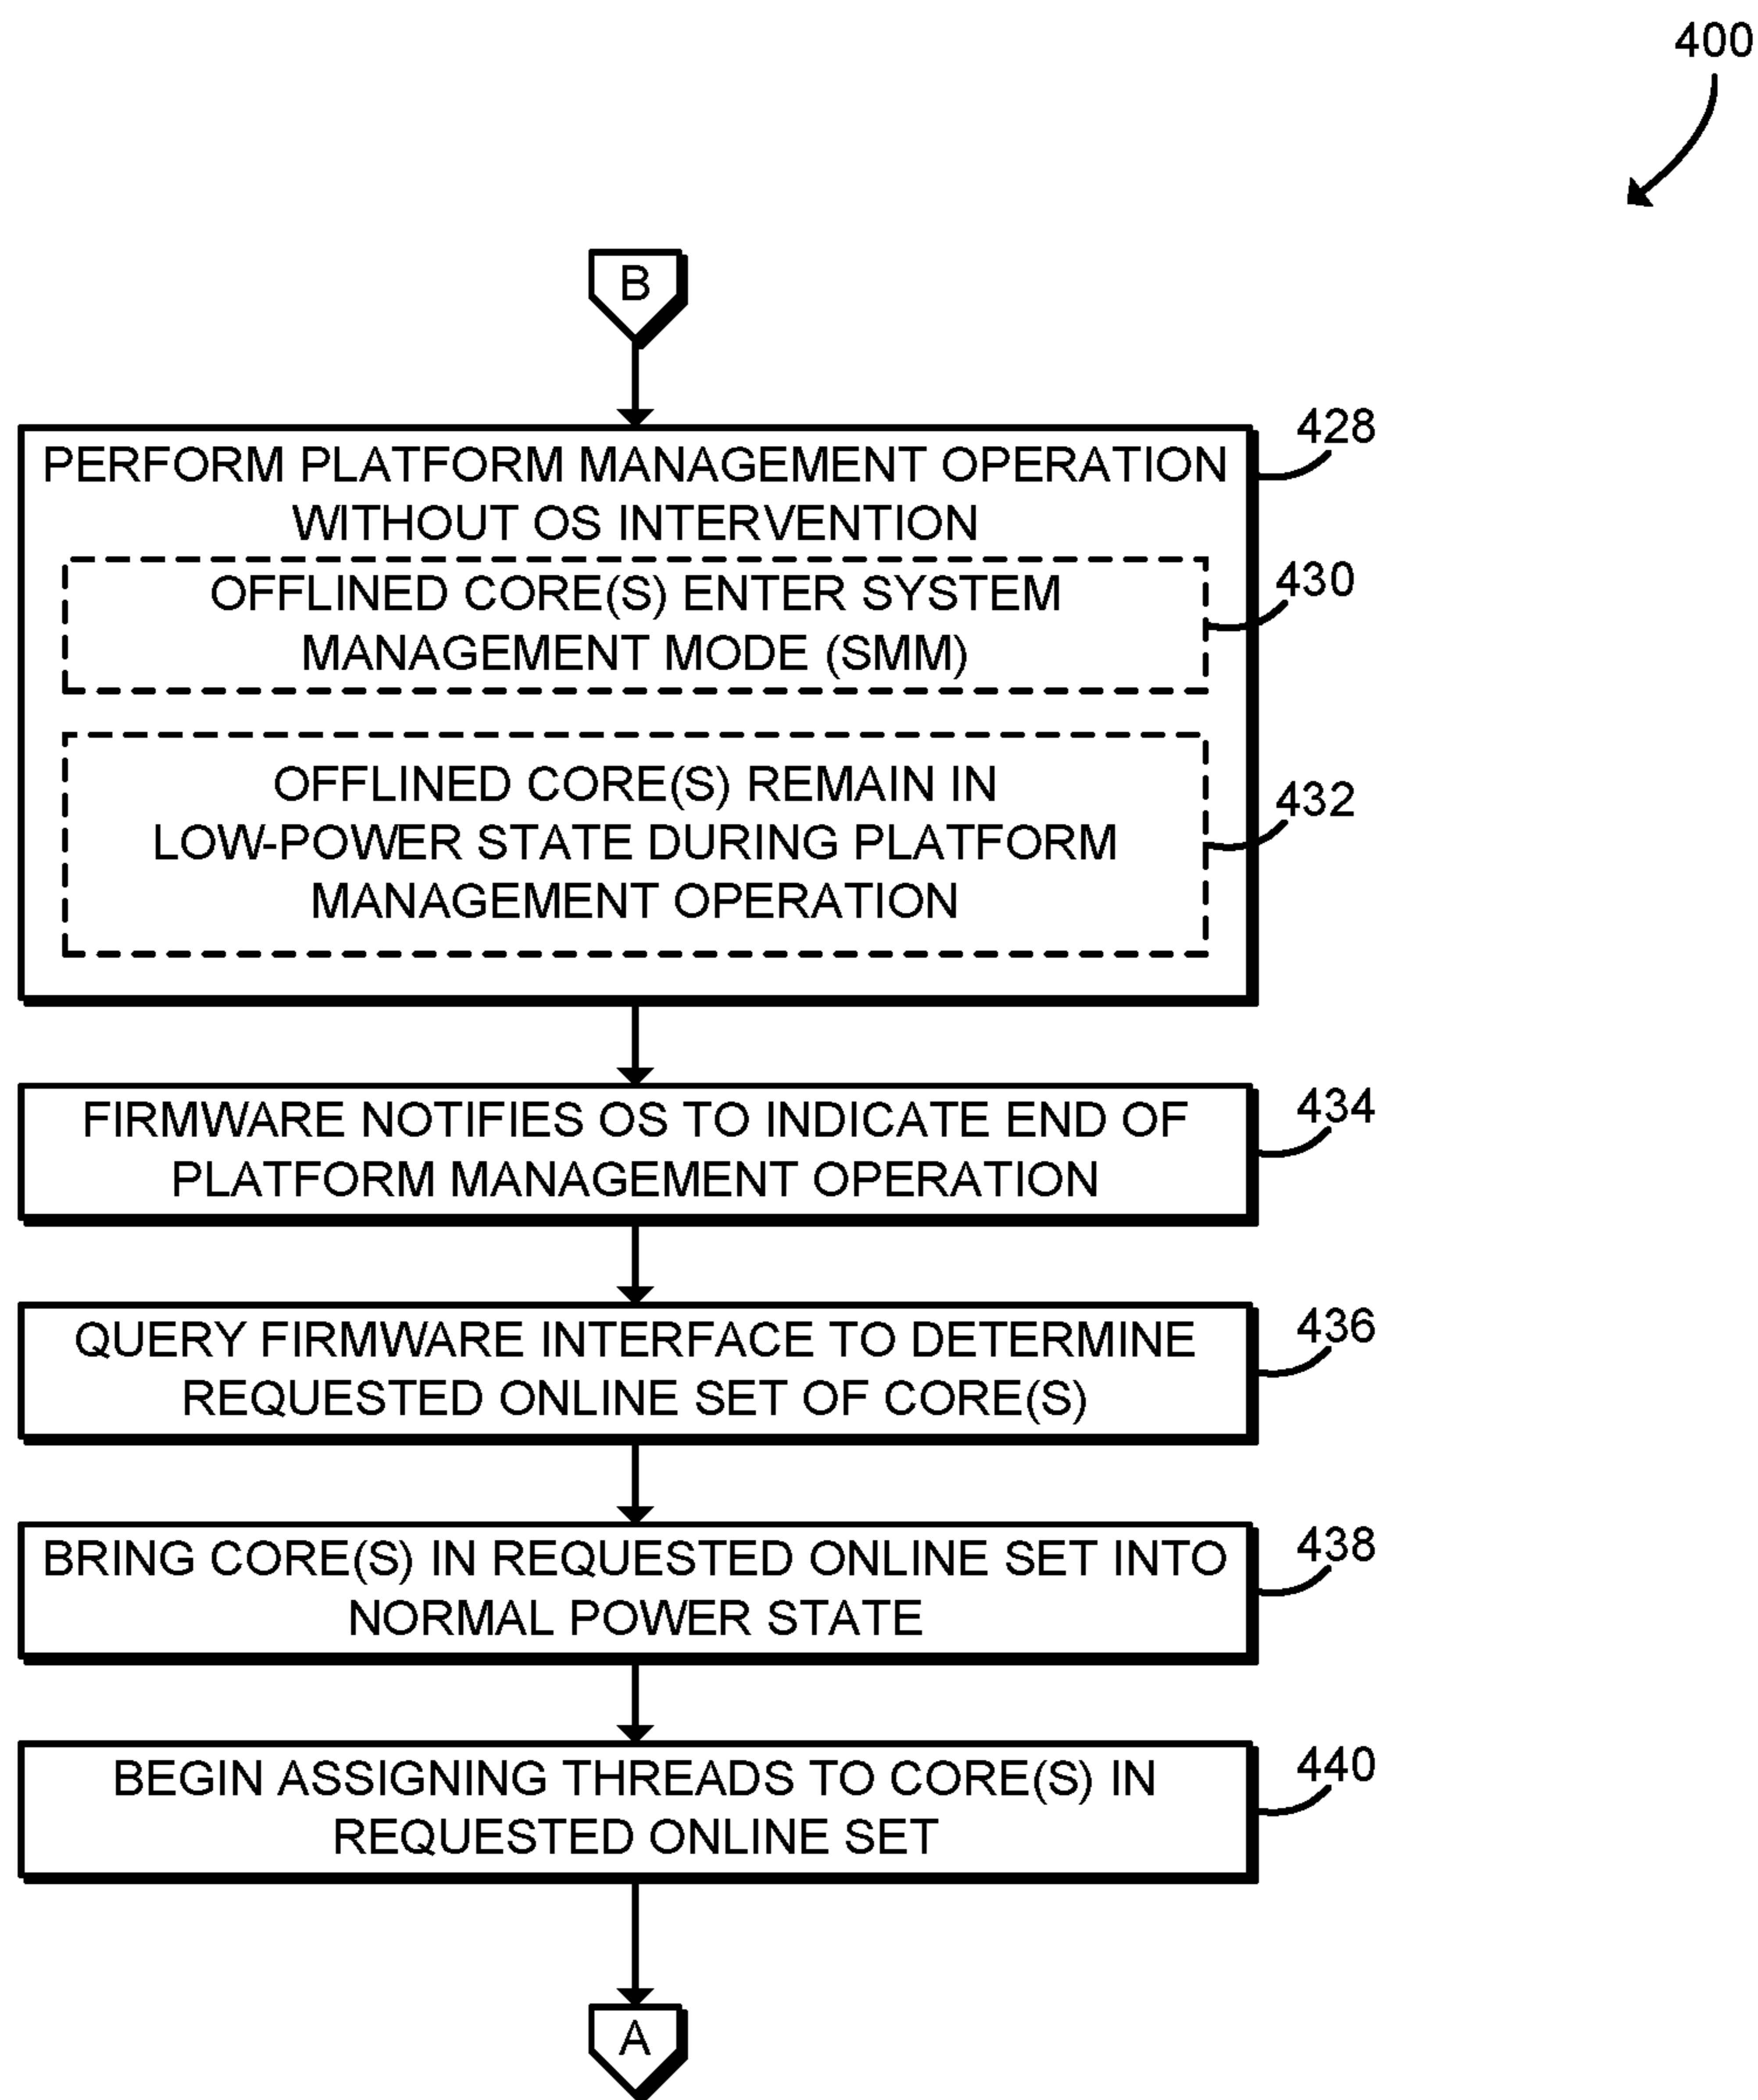 400
B
PERFORM PLATFORM MANAGEMENT OPERATION
WITHOUT OS INTERVENTION
428
OFFLINED CORE(S) ENTER SYSTEM
MANAGEMENT MODE (SMM)
430
OFFLINED CORE(S) REMAIN IN
LOW-POWER STATE DURING PLATFORM
MANAGEMENT OPERATION
432
FIRMWARE NOTIFIES OS TO INDICATE END OF
PLATFORM MANAGEMENT OPERATION
434
QUERY FIRMWARE INTERFACE TO DETERMINE
REQUESTED ONLINE SET OF CORE(S)
436
BRING CORE(S) IN REQUESTED ONLINE SET INTO
NORMAL POWER STATE
438
BEGIN ASSIGNING THREADS TO CORE(S) IN
REQUESTED ONLINE SET
440
A